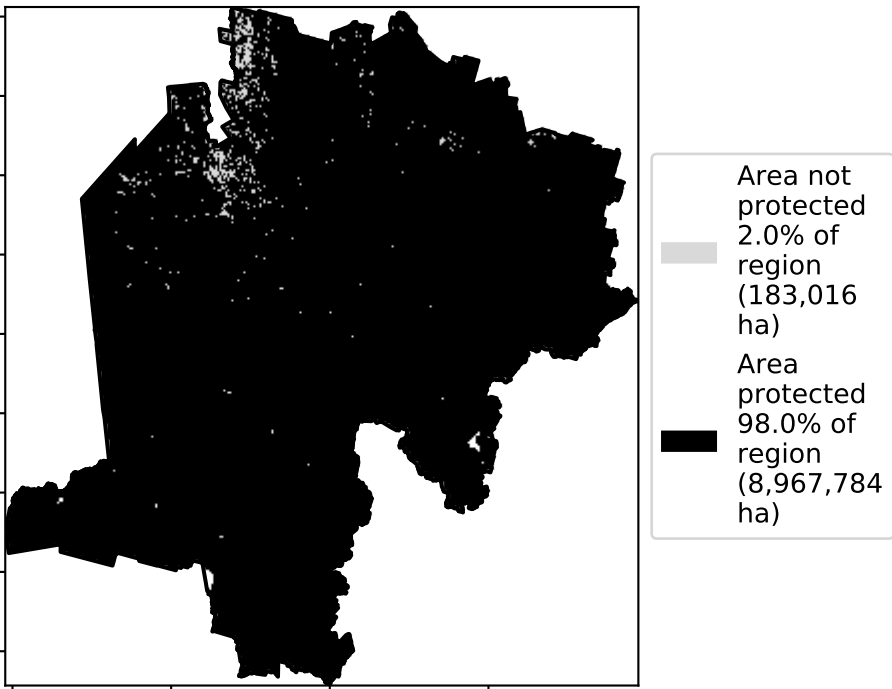 Area not
protected
2.0% of
region
(183,016
ha)
Area
protected
98.0% of
region
(8,967,784
ha)